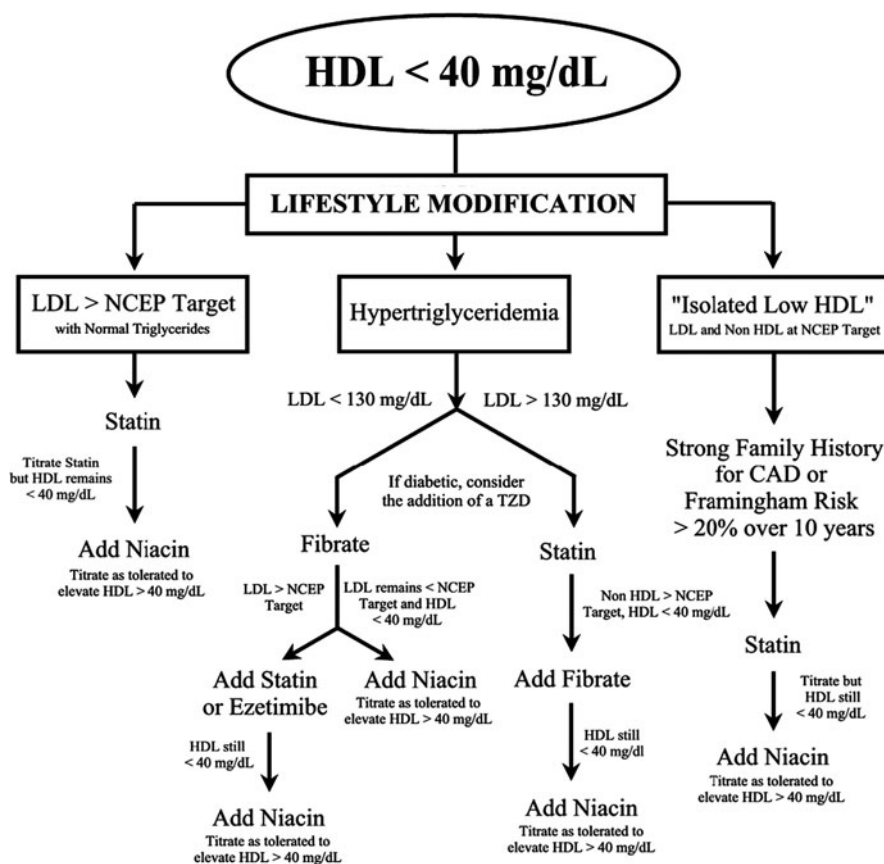 HDL < 40 mg/dL
LIFESTYLE MODIFICATION
LDL > NCEP Target
with Normal Triglycerides
Statin
Titrate Statin
but HDL remains
< 40 mg/dL
Add Niacin
Titrate as tolerated to
elevate HDL > 40 mg/dL
Hypertriglyceridemia
LDL < 130 mg/dL
LDL > 130 mg/dL
If diabetic, consider
the addition of a TZD
Fibrate
LDL > NCEP
Target
LDL remains < NCEP
Target and HDL
< 40 mg/dL
Add Statin
or Ezetimibe
HDL still
< 40 mg/dL
Add Niacin
Titrate as tolerated to
elevate HDL > 40 mg/dL
Add Niacin
Titrate as tolerated to
elevate HDL > 40 mg/dL
Statin
Non HDL > NCEP
Target, HDL < 40 mg/dL
Add Fibrate
HDL still
< 40 mg/dl
Add Niacin
Titrate as tolerated to
elevate HDL > 40 mg/dL
"Isolated Low HDL"
LDL and Non HDL at NCEP Target
Strong Family History
for CAD or
Framingham Risk
> 20% over 10 years
Statin
Titrate but
HDL still
< 40 mg/dL
Add Niacin
Titrate as tolerated to
elevate HDL > 40 mg/dL